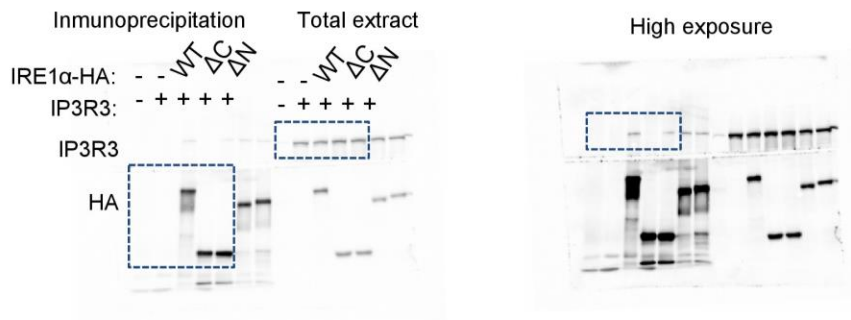 Inmunoprecipitation Total extract High exposure
IRE1α-HA: - - WT ΔC ΔN - - WT ΔC ΔN
IP3R3: - + + + + - + + + +
IP3R3
HA